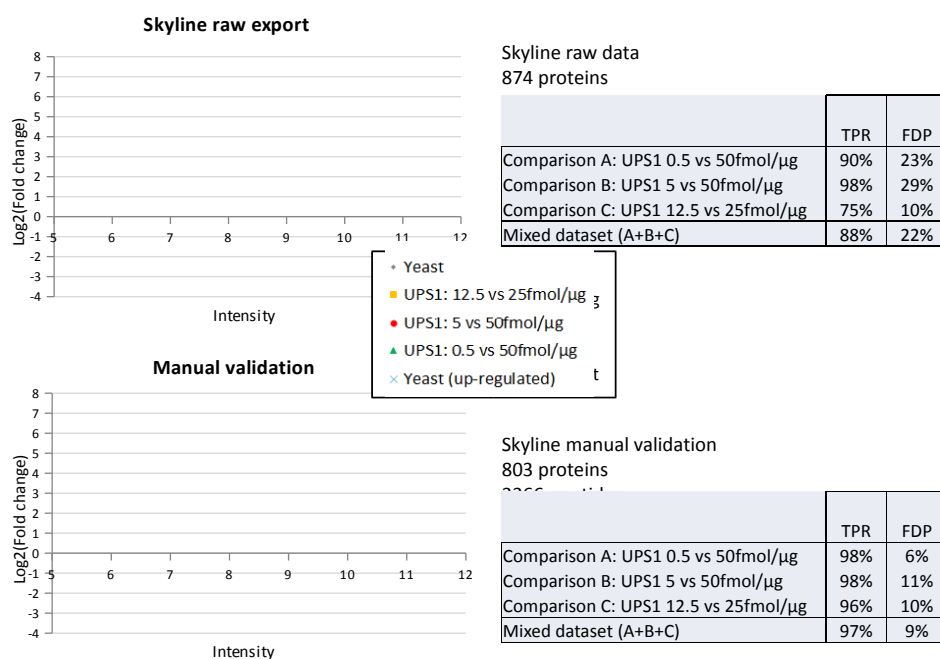 Skyline raw export
8
7
6
5
4
3
2
1
0
-1
-2
-3
-4
5 6 7 8 9 10 11 12
Log2(Fold change)
Intensity
Skyline raw data
874 proteins
TPR FDP
Comparison A: UPS1 0.5 vs 50fmol/µg 90% 23%
Comparison B: UPS1 5 vs 50fmol/µg 98% 29%
Comparison C: UPS1 12.5 vs 25fmol/µg 75% 10%
Mixed dataset (A+B+C) 88% 22%
Yeast
UPS1: 12.5 vs 25fmol/µg
UPS1: 5 vs 50fmol/µg
UPS1: 0.5 vs 50fmol/µg
Yeast (up-regulated)
Manual validation
8
7
6
5
4
3
2
1
0
-1
-2
-3
-4
5 6 7 8 9 10 11 12
Log2(Fold change)
Intensity
Skyline manual validation
803 proteins
TPR FDP
Comparison A: UPS1 0.5 vs 50fmol/µg 98% 6%
Comparison B: UPS1 5 vs 50fmol/µg 98% 11%
Comparison C: UPS1 12.5 vs 25fmol/µg 96% 10%
Mixed dataset (A+B+C) 97% 9%